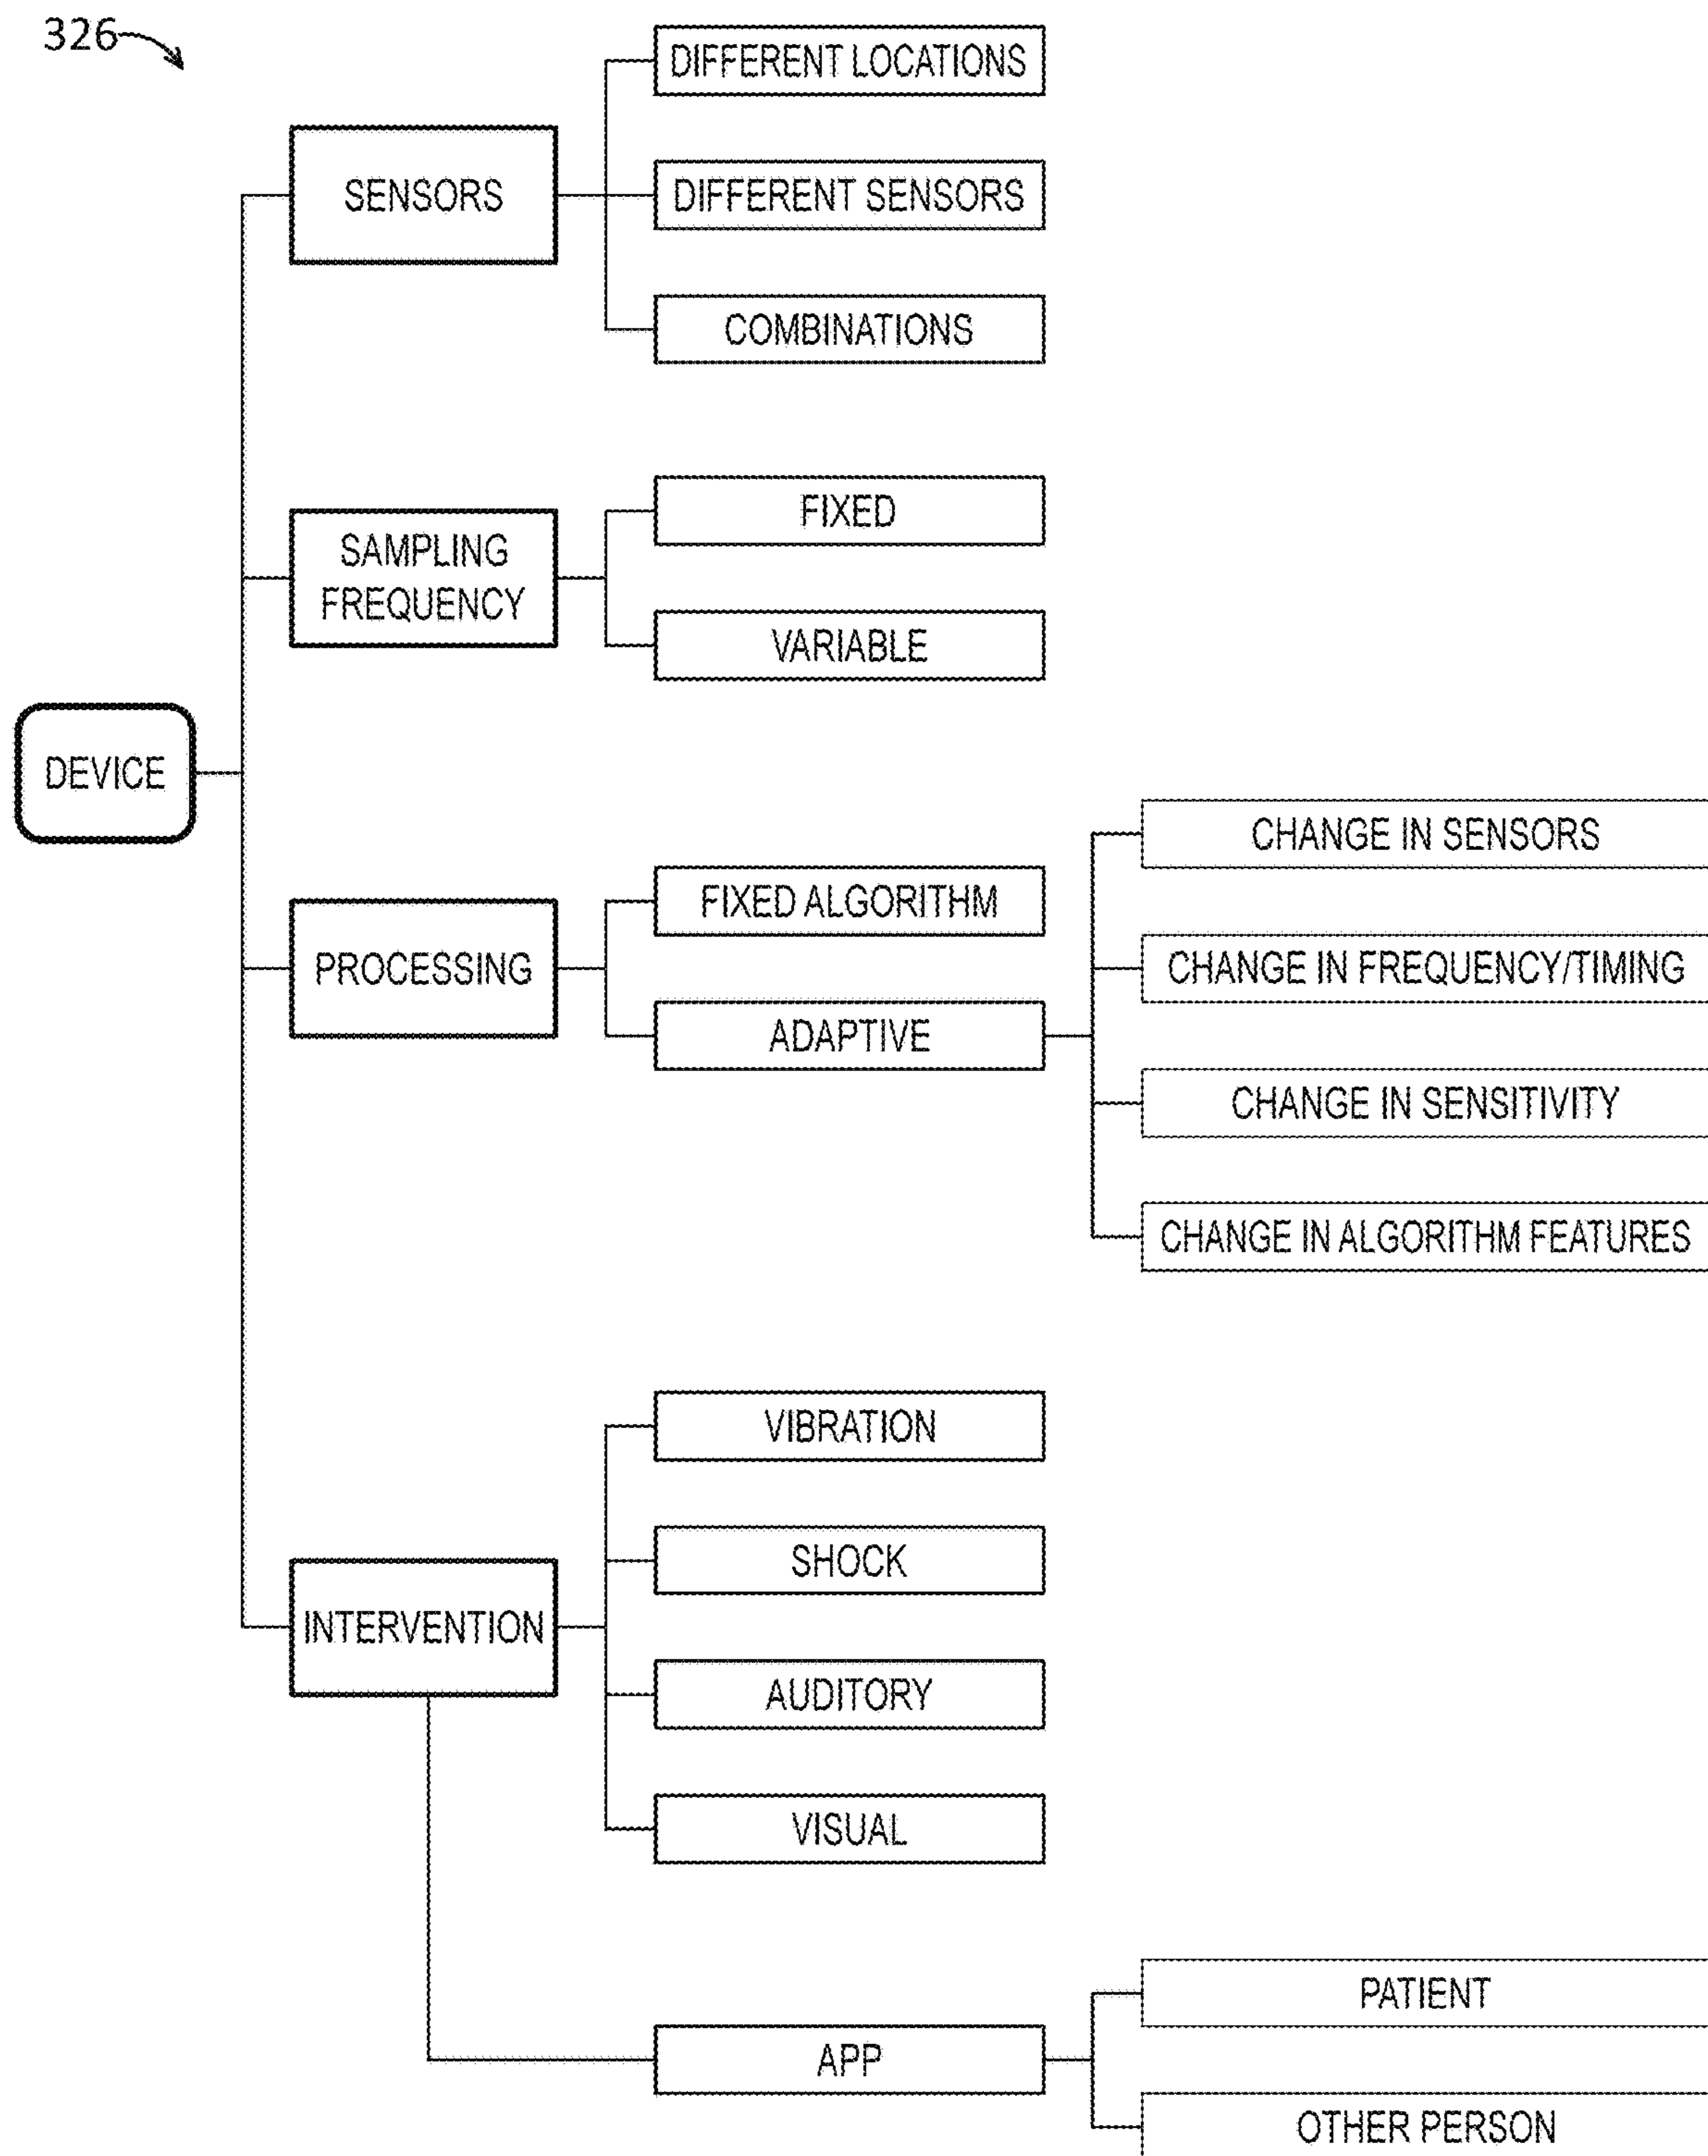 326
DIFFERENT LOCATIONS
SENSORS
DIFFERENT SENSORS
COMBINATIONS
FIXED
SAMPLING
FREQUENCY
VARIABLE
DEVICE
CHANGE IN SENSORS
FIXED ALGORITHM
PROCESSING
CHANGE IN FREQUENCY/TIMING
ADAPTIVE
CHANGE IN SENSITIVITY
CHANGE IN ALGORITHM FEATURES
VIBRATION
SHOCK
INTERVENTION
AUDITORY
VISUAL
PATIENT
APP
OTHER PERSON